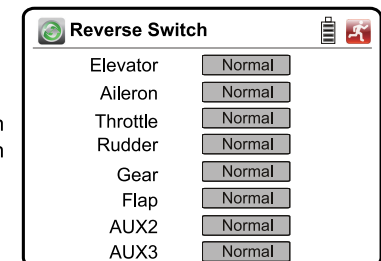 Reverse Switch
Elevator Normal
Aileron Normal
Throttle Normal
n
Rudder Normal
n
Gear Normal
Flap Normal
AUX2 Normal
AUX3 Normal